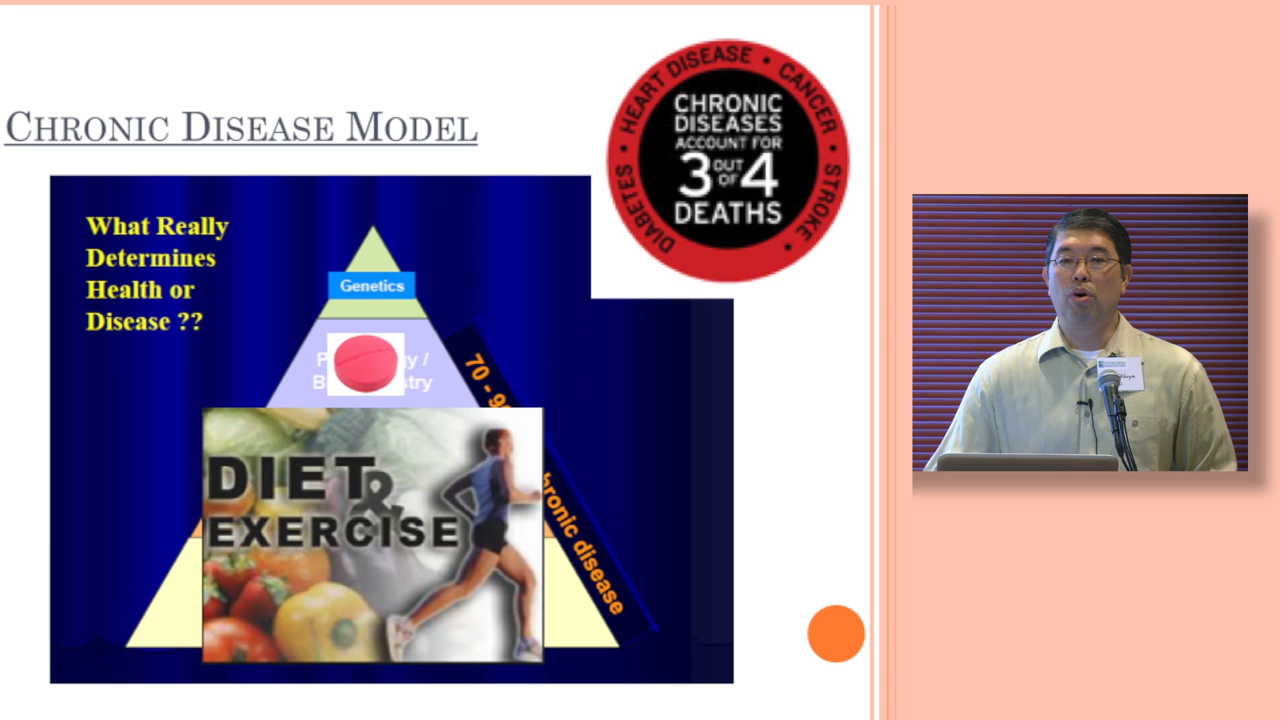 CHRONIC DISEASE MODEL
HEART DISEASE • CANCER • STROKE • DIABETES •
CHRONIC
DISEASES
ACCOUNT FOR
3 OUT OF 4
DEATHS
What Really
Determines
Health or
Disease ??
Genetics
70 - 9
hronic disease
DIET &
EXERCISE